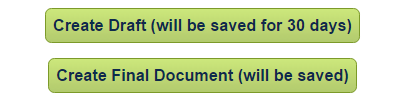 Create Draft (will be saved for 30 days)
Create Final Document (will be saved)